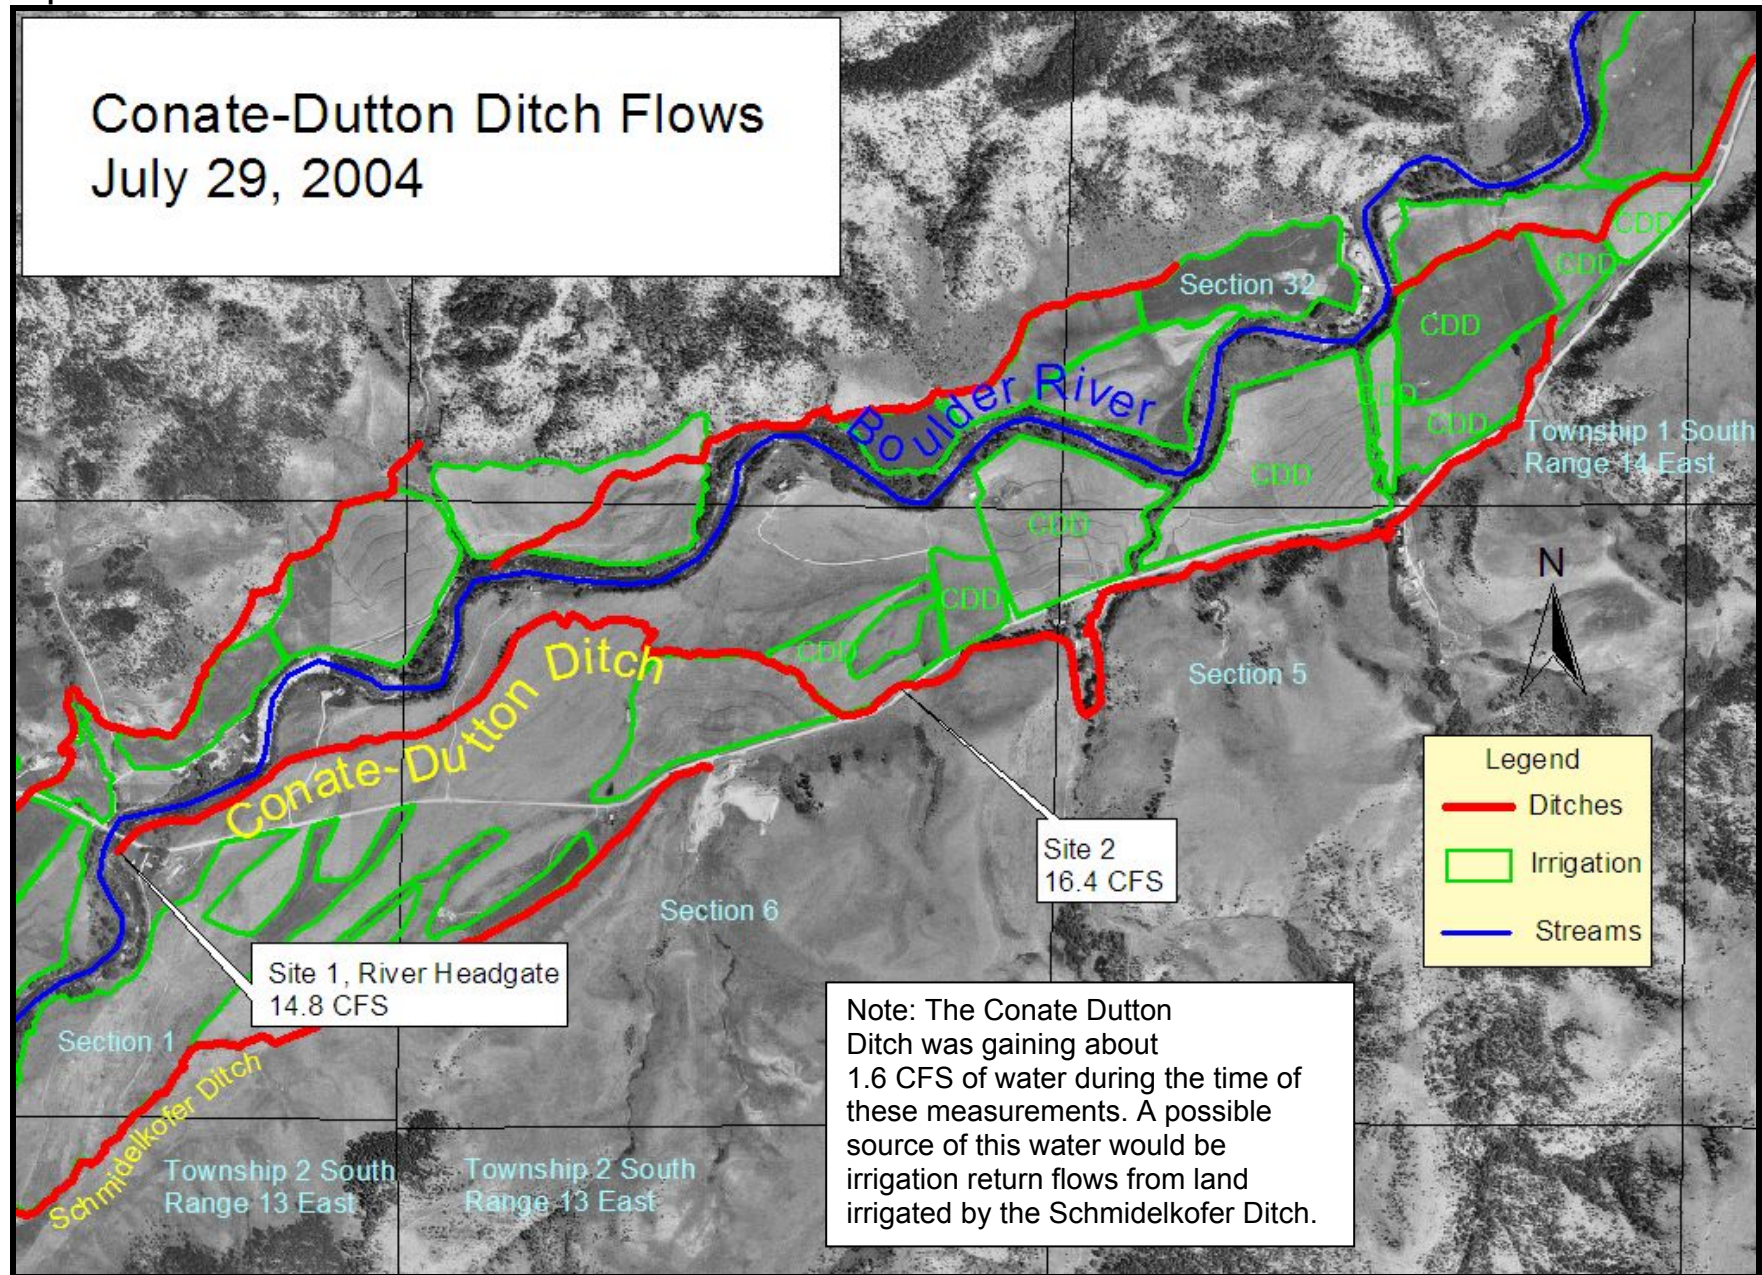 Conate-Dutton Ditch Flows
July 29, 2004
CDD
CDD
Section 32
CDD
Boulder River
CDD
CDD
Township 1 South
Range 14 East
CDD
CDD
N
CDD
CDD
Conate-Dutton Ditch
Section 5
Legend
Ditches
Irrigation
Streams
Site 2
16.4 CFS
Section 6
Site 1, River Headgate
14.8 CFS
Section 1
Schmidelkofer Ditch
Township 2 South
Range 13 East
Township 2 South
Range 13 East
Note: The Conate Dutton
Ditch was gaining about
1.6 CFS of water during the time of
these measurements. A possible
source of this water would be
irrigation return flows from land
irrigated by the Schmidelkofer Ditch.